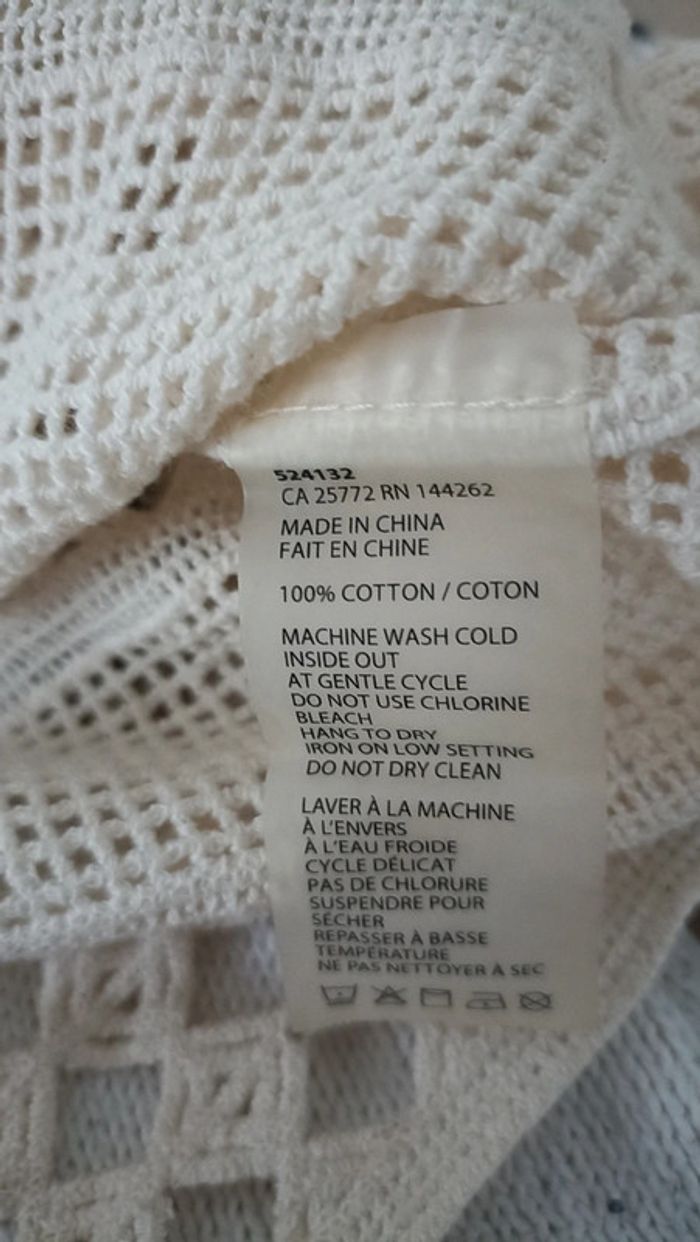 524132
CA 25772 RN 144262
MADE IN CHINA
FAIT EN CHINE
100% COTTON / COTON
MACHINE WASH COLD
INSIDE OUT
AT GENTLE CYCLE
DO NOT USE CHLORINE
BLEACH
HANG TO DRY
IRON ON LOW SETTING
DO NOT DRY CLEAN
LAVER À LA MACHINE
À L'ENVERS
À L'EAU FROIDE
CYCLE DÉLICAT
PAS DE CHLORURE
SUSPENDRE POUR
SÉCHER
REPASSER À BASSE
TEMPÉRATURE
NE PAS NETTOYER À SEC